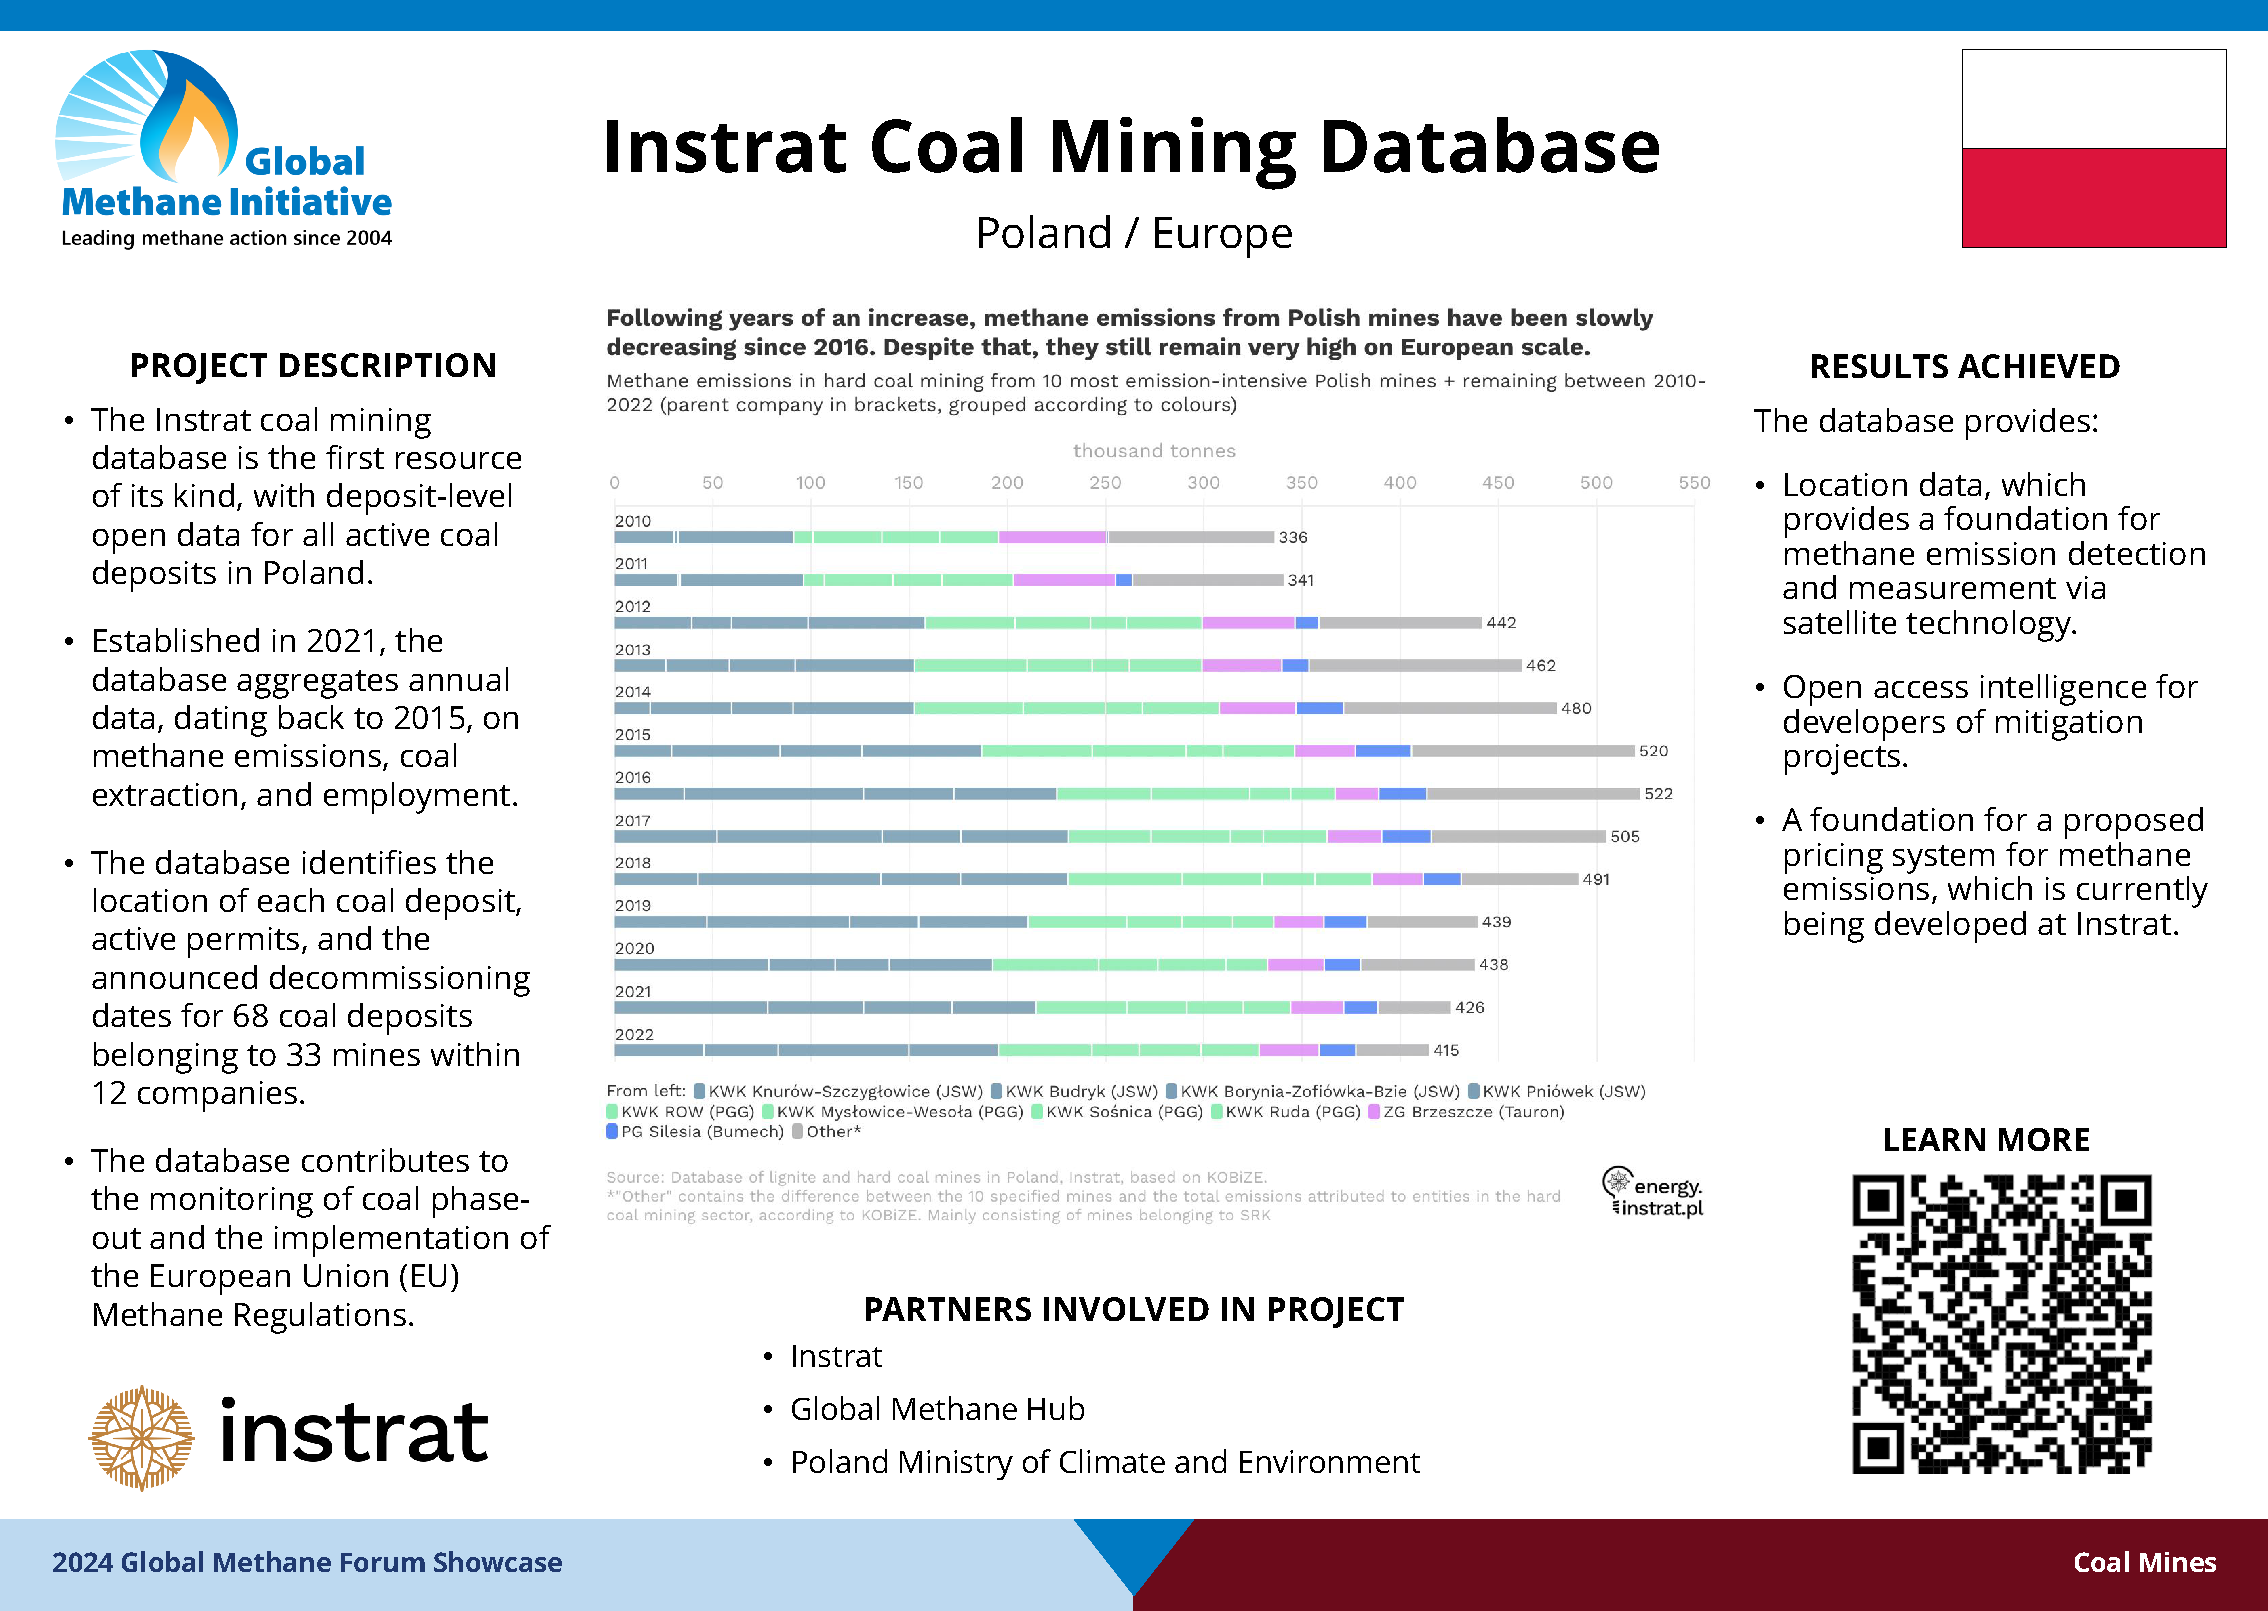 Global
Methane Initiative
Leading methane action since 2004
Instrat Coal Mining Database
Poland / Europe
PROJECT DESCRIPTION
• The Instrat coal mining
database is the first resource
of its kind, with deposit-level
open data for all active coal
deposits in Poland.
• Established in 2021, the
database aggregates annual
data, dating back to 2015, on
methane emissions, coal
extraction, and employment.
• The database identifies the
location of each coal deposit,
active permits, and the
announced decommissioning
dates for 68 coal deposits
belonging to 33 mines within
12 companies.
• The database contributes to
the monitoring of coal phase-
out and the implementation of
the European Union (EU)
Methane Regulations.
instrat
Following years of an increase, methane emissions from Polish mines have been slowly
decreasing since 2016. Despite that, they still remain very high on European scale.
Methane emissions in hard coal mining from 10 most emission-intensive Polish mines + remaining between 2010-
2022 (parent company in brackets, grouped according to colours)
thousand tonnes
0 50 100 150 200 250 300 350 400 450 500 550
2010
336
2011
341
2012
442
2013
462
2014
480
2015
520
2016
522
2017
505
2018
491
2019
439
2020
438
2021
426
2022
415
From left: KWK Knurów-Szczygłowice (JSW) KWK Budryk (JSW) KWK Borynia-Zofiówka-Bzie (JSW) KWK Pniówek (JSW)
KWK ROW (PGG) KWK Mysłowice-Wesoła (PGG) KWK Sośnica (PGG) KWK Ruda (PGG) ZG Brzeszcze (Tauron)
PG Silesia (Bumech) Other*
Source: Database of lignite and hard coal mines in Poland, Instrat, based on KOBiZE.
*"Other" contains the difference between the 10 specified mines and the total emissions attributed to entities in the hard
coal mining sector, according to KOBiZE. Mainly consisting of mines belonging to SRK
energy.
instrat.pl
PARTNERS INVOLVED IN PROJECT
• Instrat
• Global Methane Hub
• Poland Ministry of Climate and Environment
RESULTS ACHIEVED
The database provides:
• Location data, which
provides a foundation for
methane emission detection
and measurement via
satellite technology.
• Open access intelligence for
developers of mitigation
projects.
• A foundation for a proposed
pricing system for methane
emissions, which is currently
being developed at Instrat.
LEARN MORE
2024 Global Methane Forum Showcase
Coal Mines